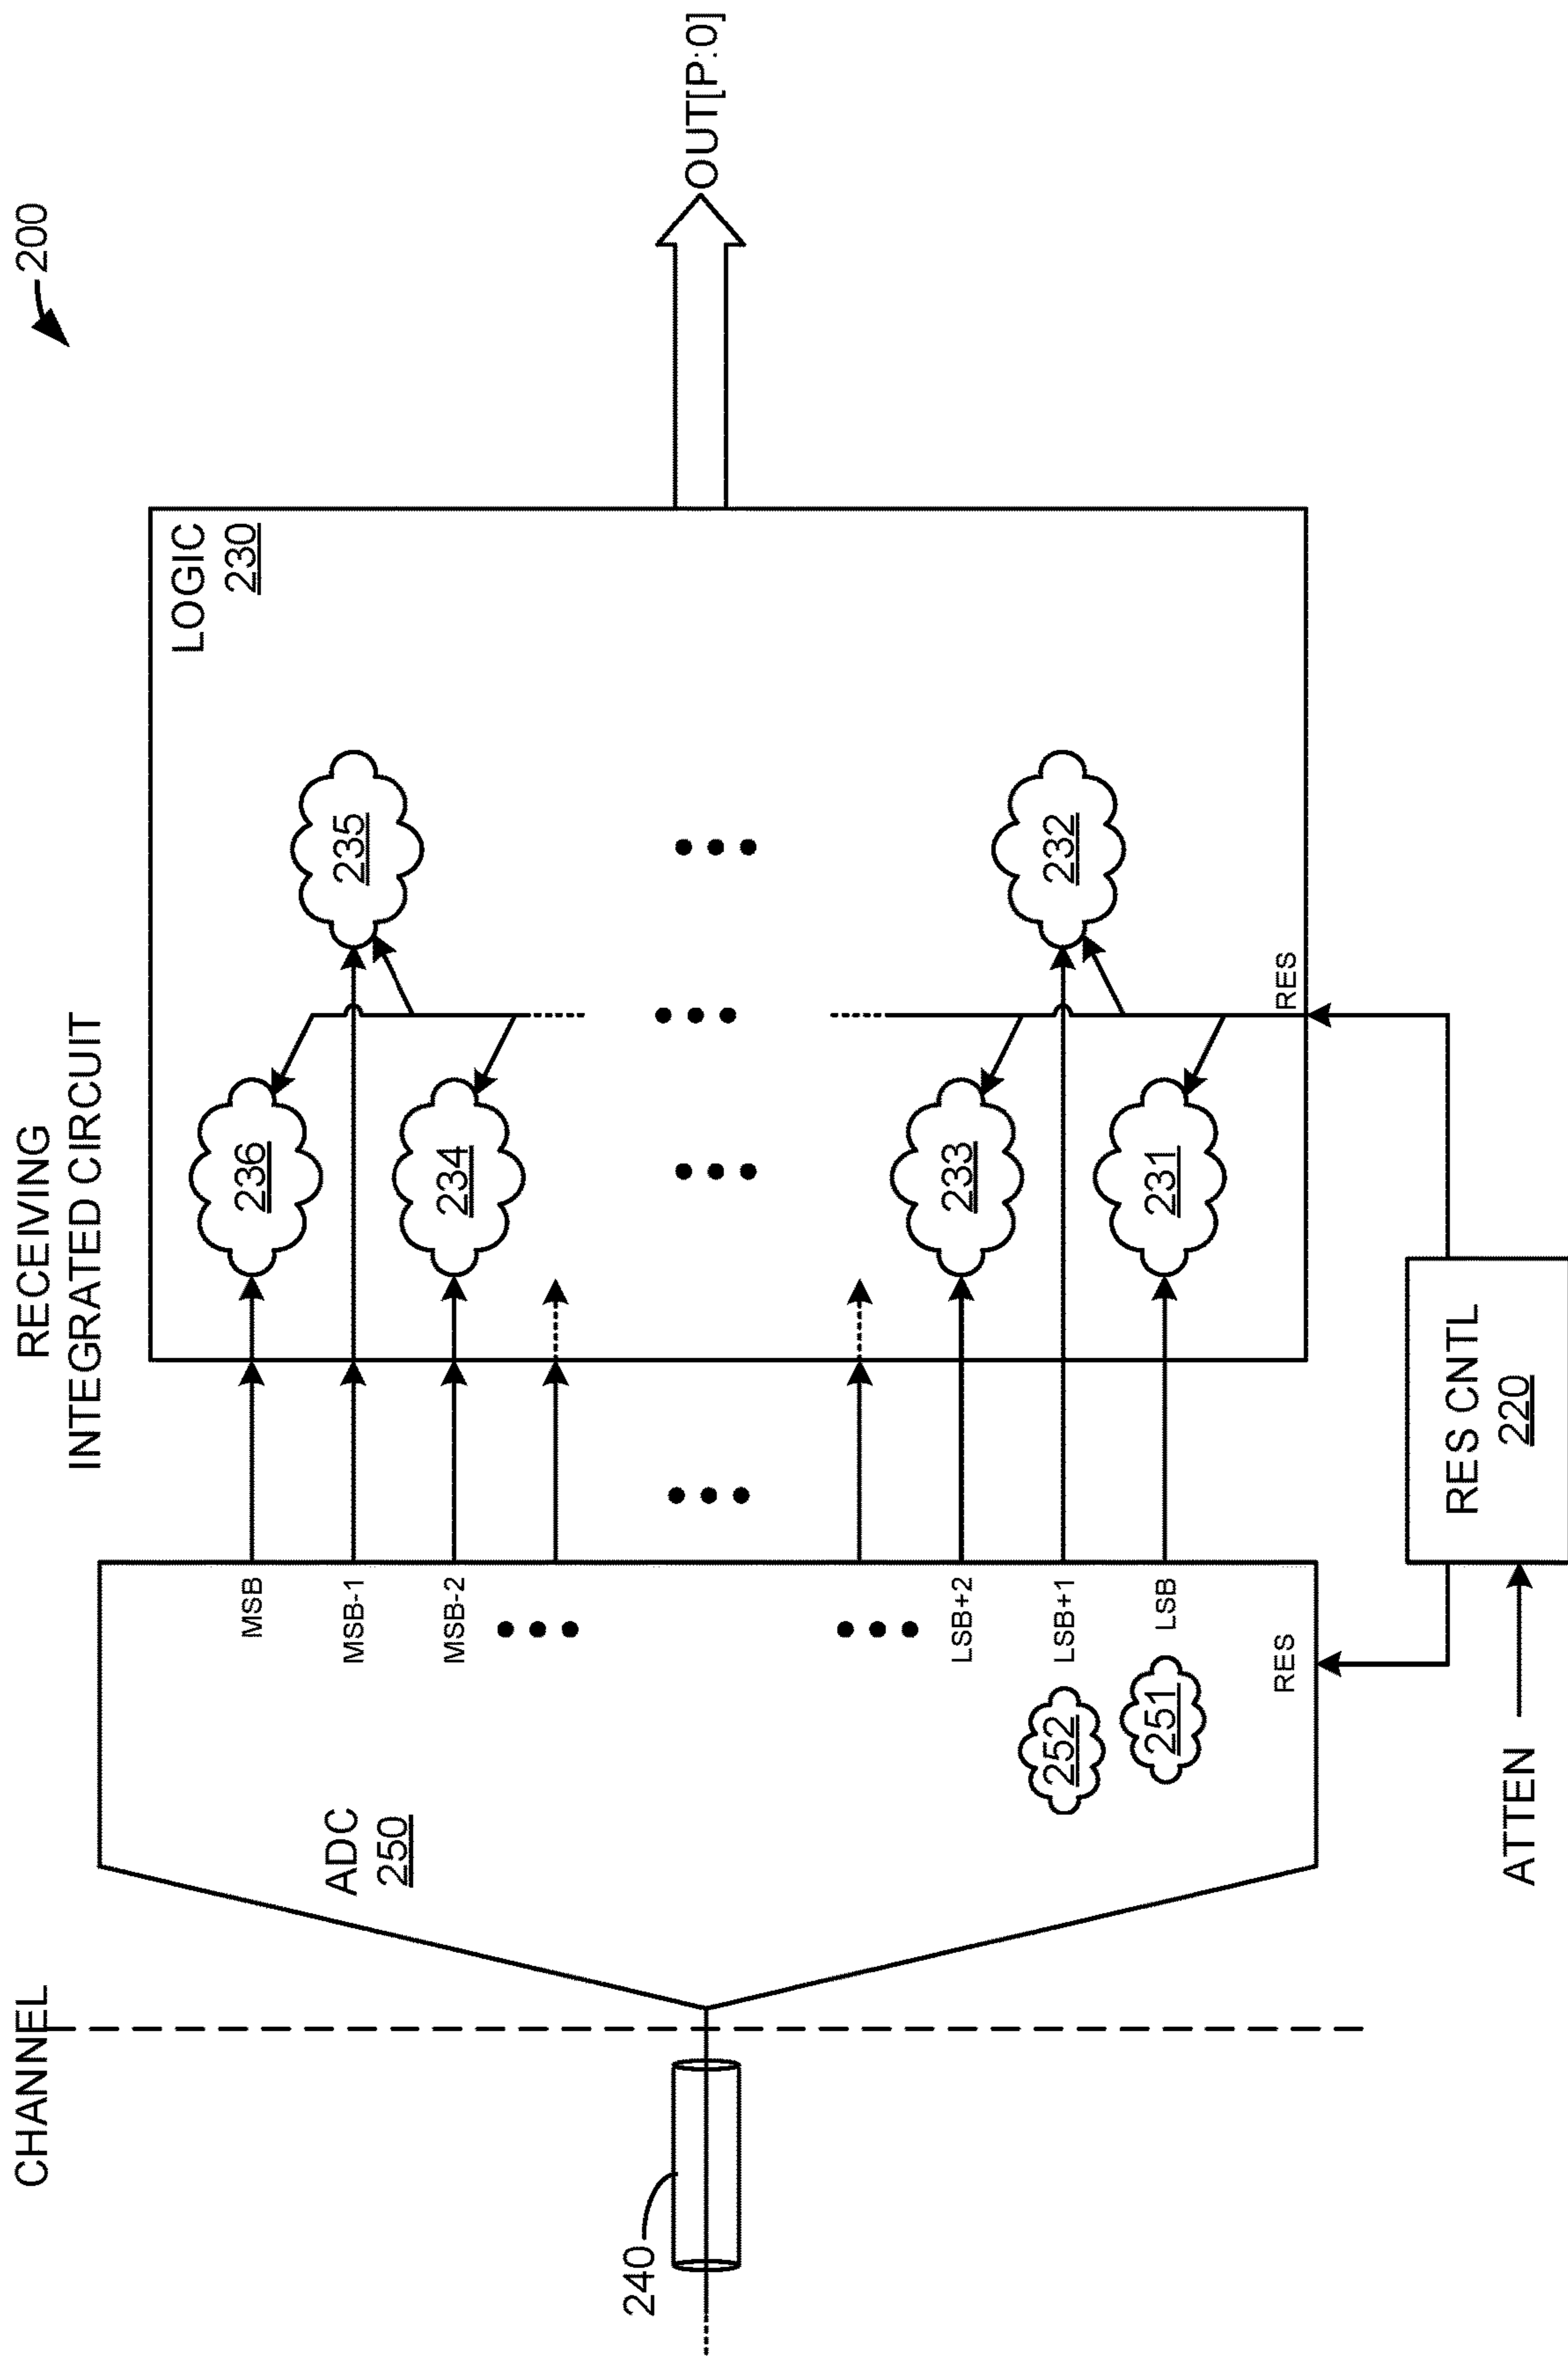 200
CHANNEL
RECEIVING
INTEGRATED CIRCUIT
ADC
250
MSB
MSB-1
MSB-2
LSB+2
LSB+1
LSB
252
251
RES
LOGIC
230
236
235
234
233
232
231
RES
240
OUT[P:0]
ATTEN
RES CNTL
220